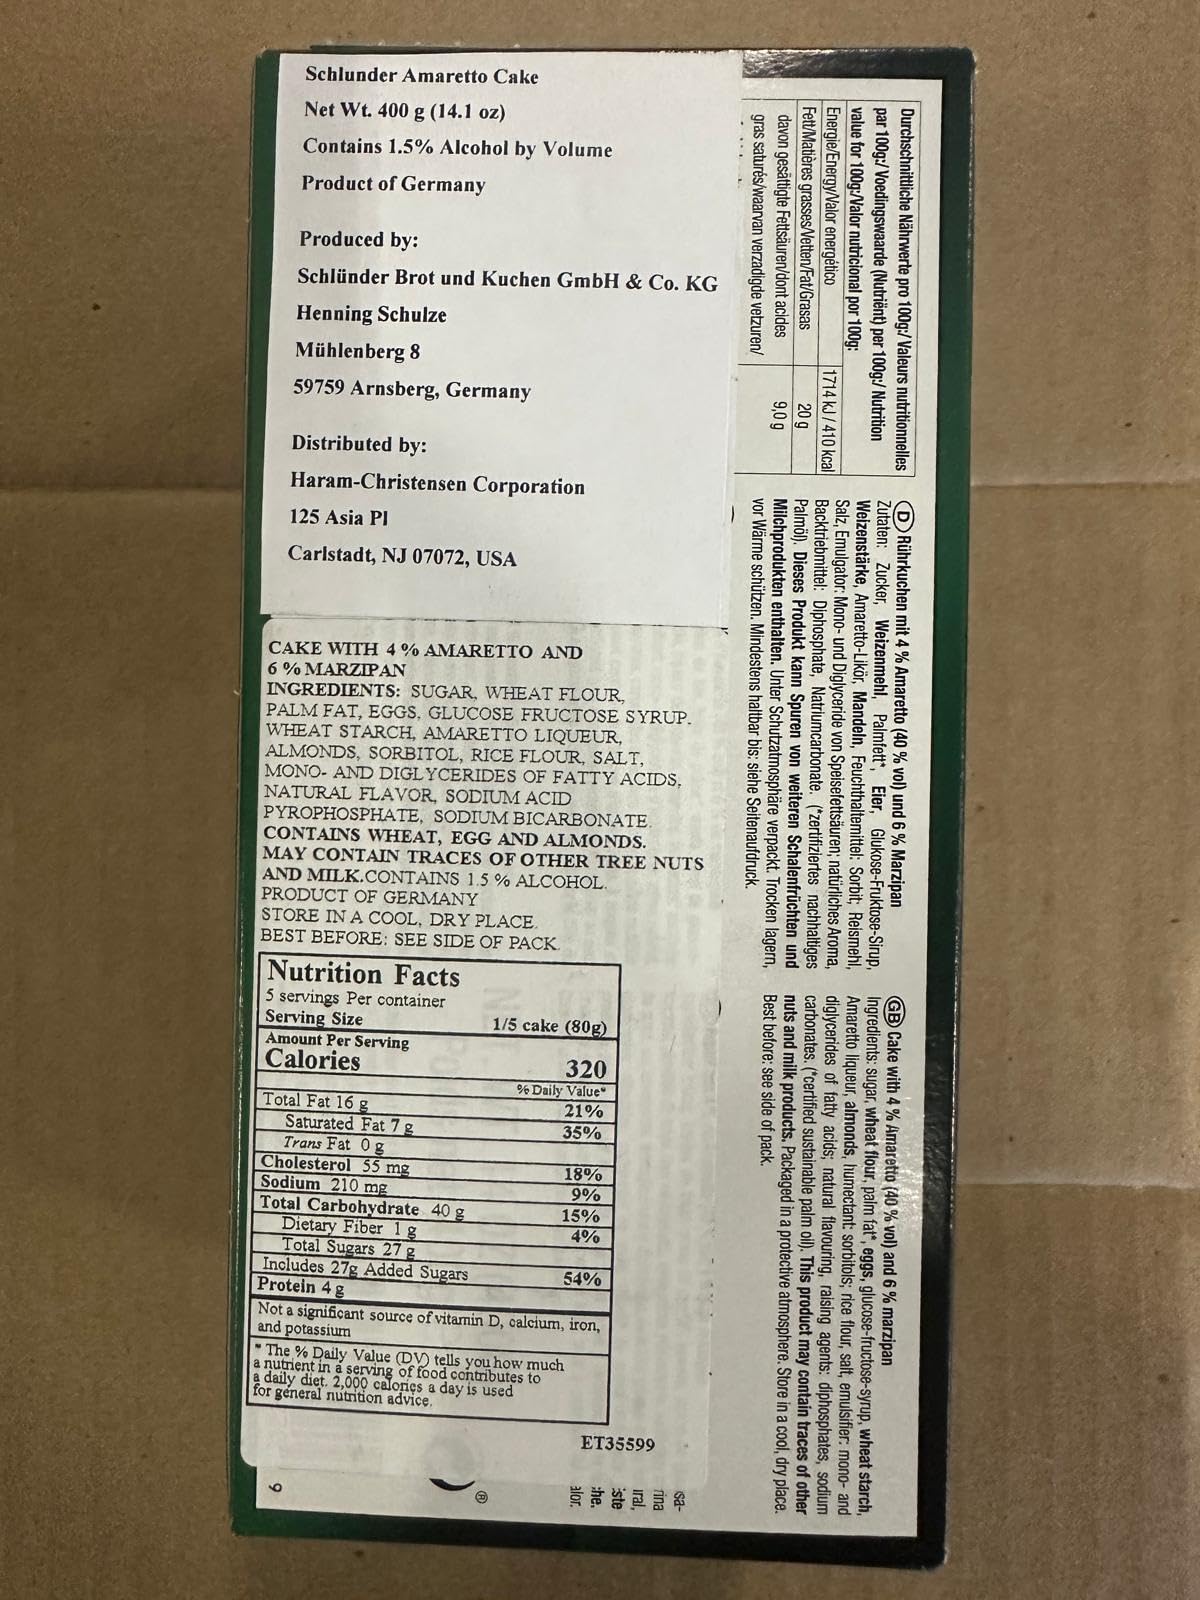 Schlunder Amaretto Cake
Net Wt. 400 g (14.1 oz)
Contains 1.5% Alcohol by Volume
Product of Germany
Produced by:
Schlünder Brot und Kuchen GmbH & Co. KG
Henning Schulze
Mühlenberg 8
59759 Arnsberg, Germany
Distributed by:
Haram-Christensen Corporation
125 Asia Pl
Carlstadt, NJ 07072, USA
CAKE WITH 4 % AMARETTO AND
6 % MARZIPAN
INGREDIENTS: SUGAR, WHEAT FLOUR,
PALM FAT, EGGS, GLUCOSE FRUCTOSE SYRUP.
WHEAT STARCH, AMARETTO LIQUEUR,
ALMONDS, SORBITOL, RICE FLOUR, SALT,
MONO- AND DIGLYCERIDES OF FATTY ACIDS,
NATURAL FLAVOR, SODIUM ACID
PYROPHOSPHATE, SODIUM BICARBONATE.
CONTAINS WHEAT, EGG AND ALMONDS.
MAY CONTAIN TRACES OF OTHER TREE NUTS
AND MILK.CONTAINS 1.5 % ALCOHOL.
PRODUCT OF GERMANY
STORE IN A COOL, DRY PLACE.
BEST BEFORE: SEE SIDE OF PACK.
Nutrition Facts
5 servings Per container
Serving Size 1/5 cake (80g)
Amount Per Serving
Calories 320
% Daily Value*
Total Fat 16 g 21%
Saturated Fat 7 g 35%
Trans Fat 0 g
Cholesterol 55 mg 18%
Sodium 210 mg 9%
Total Carbohydrate 40 g 15%
Dietary Fiber 1 g 4%
Total Sugars 27 g
Includes 27g Added Sugars 54%
Protein 4 g
Not a significant source of vitamin D, calcium, iron,
and potassium
* The % Daily Value (DV) tells you how much
a nutrient in a serving of food contributes to
a daily diet. 2,000 calories a day is used
for general nutrition advice.
ET35599
Durchschnittliche Nährwerte pro 100g:/ Valeurs nutritionnelles
par 100g:/ Voedingswaarde (Nutriënt) per 100g:/ Nutrition
value for 100g:/Valor nutricional por 100g:
Energie/Energy/Valor energético 1714 kJ / 410 kcal
Fett/Matières grasses/Vetten/Fat/Grasas 20 g
davon gesättigte Fettsäuren/dont acides 9,0 g
gras saturés/waarvan verzadigde vetzuren/
D Rührkuchen mit 4 % Amaretto (40 % vol) und 6 % Marzipan
Zutaten: Zucker, Weizenmehl, Palmfett*, Eier, Glukose-Fruktose-Sirup,
Weizenstärke, Amaretto-Likör, Mandeln, Feuchthaltemittel: Sorbit; Reismehl,
Salz, Emulgator: Mono- und Diglyceride von Speisefettsäuren; natürliches Aroma,
Backtriebmittel: Diphosphate, Natriumcarbonate. (*zertifiziertes nachhaltiges
Palmöl). Dieses Produkt kann Spuren von weiteren Schalenfrüchten und
Milchprodukten enthalten. Unter Schutzatmosphäre verpackt. Trocken lagern,
vor Wärme schützen. Mindestens haltbar bis: siehe Seitenaufdruck.
GB Cake with 4 % Amaretto (40 % vol) and 6 % marzipan
Ingredients: sugar, wheat flour, palm fat*, eggs, glucose-fructose-syrup, wheat starch,
Amaretto liqueur, almonds, humectant: sorbitols; rice flour, salt, emulsifier: mono- and
diglycerides of fatty acids; natural flavouring, raising agents: diphosphates, sodium
carbonates. (*certified sustainable palm oil). This product may contain traces of other
nuts and milk products. Packaged in a protective atmosphere. Store in a cool, dry place.
Best before: see side of pack.
®